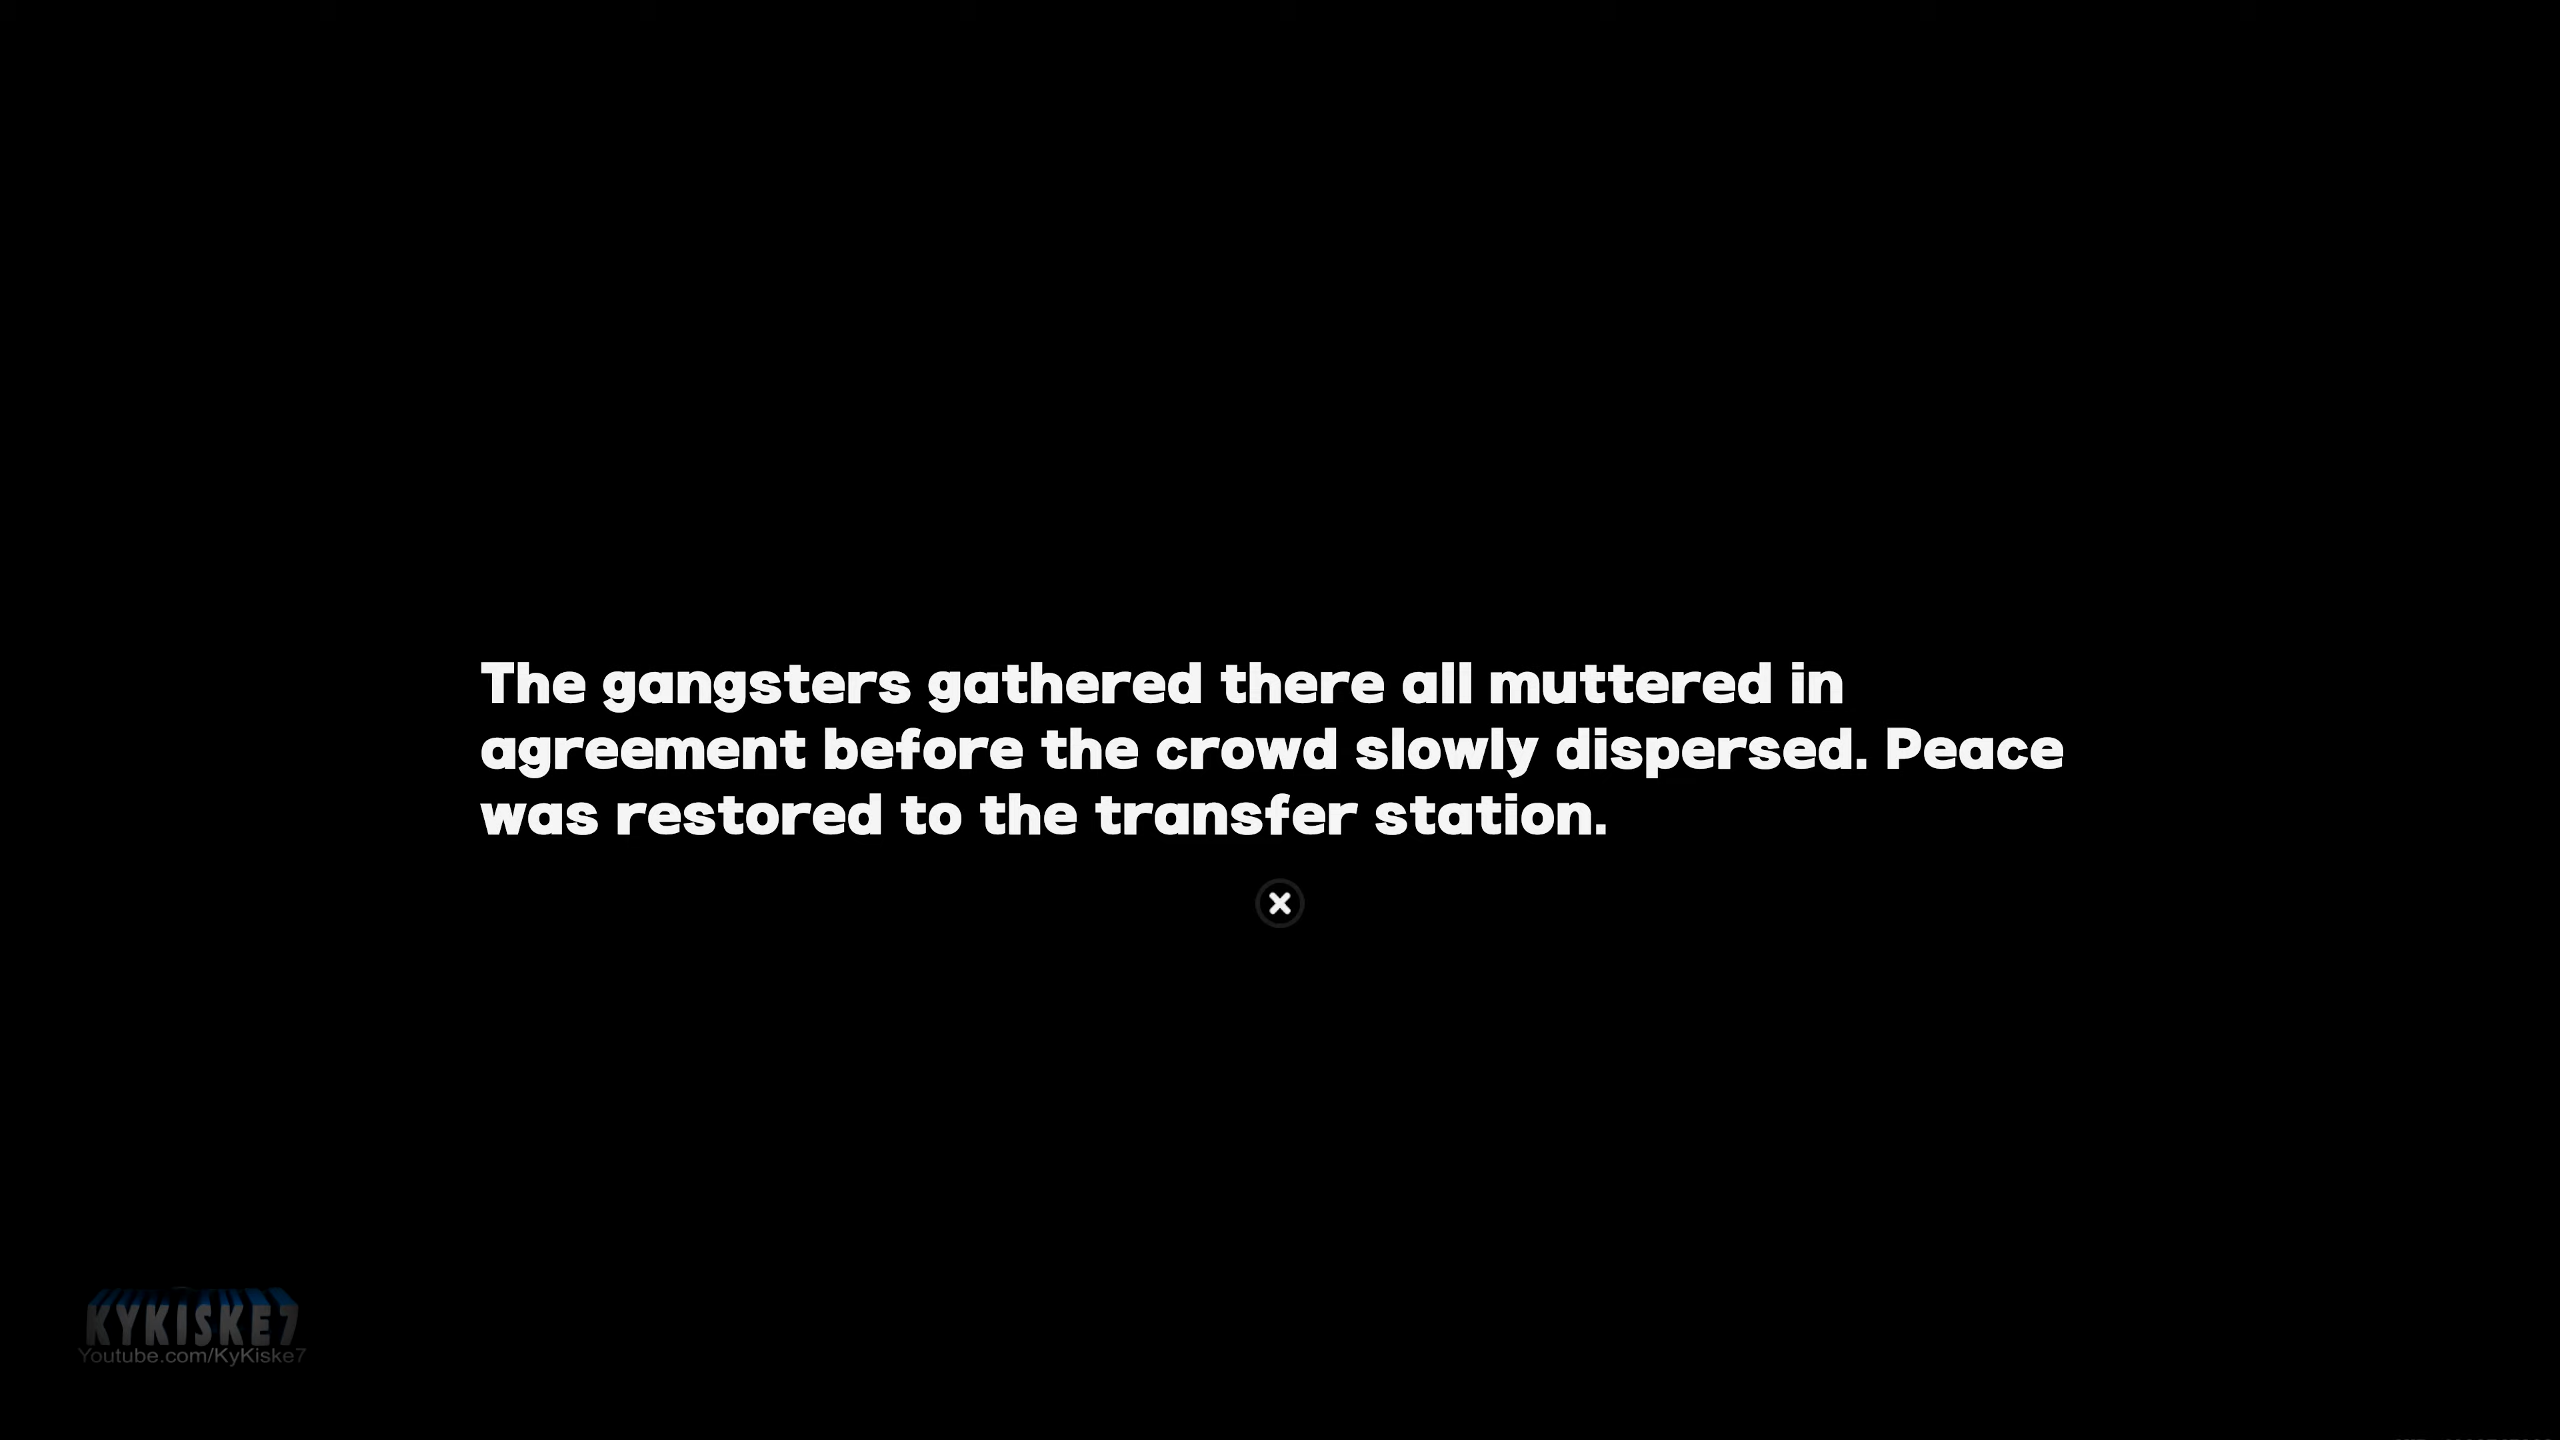 The gangsters gathered there all muttered in
agreement before the crowd slowly dispersed. Peace
was restored to the transfer station.
KYKISKE7
Youtube.com/KyKiske7